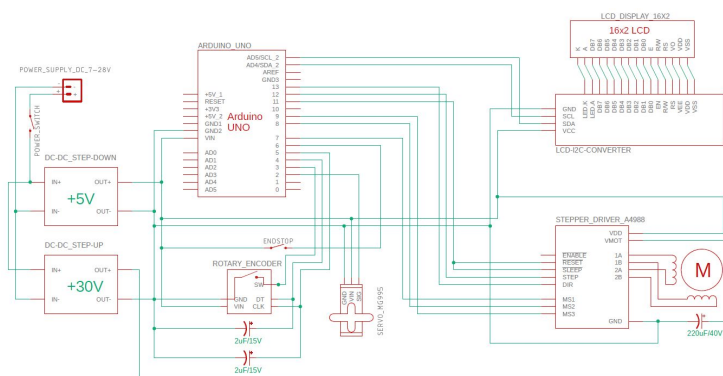 LCD_DISPLAY_16X2
16x2 LCD
K
A
DB7
DB6
DB5
DB4
DB3
DB2
DB1
DB0
E
R/W
RS
VO
VDD
VSS
ARDUINO_UNO
AD5/SCL_2
AD4/SDA_2
AREF
GND3
13
12
11
10
9
8
7
6
5
4
3
2
1
0
+5V_1
RESET
+3V3
+5V_2
GND1
GND2
VIN
AD0
AD1
AD2
AD3
AD4
AD5
Arduino
UNO
POWER_SUPPLY_DC_7-28V
-
+
POWER_SWITCH
GND
SCL
SDA
VCC
LED_K
LED_A
DB7
DB6
DB5
DB4
DB3
DB2
DB1
DB0
EN
R/W
RS
VEE
VDD
VSS
LCD-I2C-CONVERTER
DC-DC_STEP-DOWN
IN+ OUT+
+5V
IN- OUT-
DC-DC_STEP-UP
IN+ OUT+
+30V
IN- OUT-
ENDSTOP
ROTARY_ENCODER
SW
GND DT
VIN CLK
2uF/15V
2uF/15V
GND
VIN
SIG
SERVO_MG995
STEPPER_DRIVER_A4988
VDD
VMOT
ENABLE
RESET
SLEEP
STEP
DIR
1A
1B
2A
2B
MS1
MS2
MS3
GND
M
220uF/40V